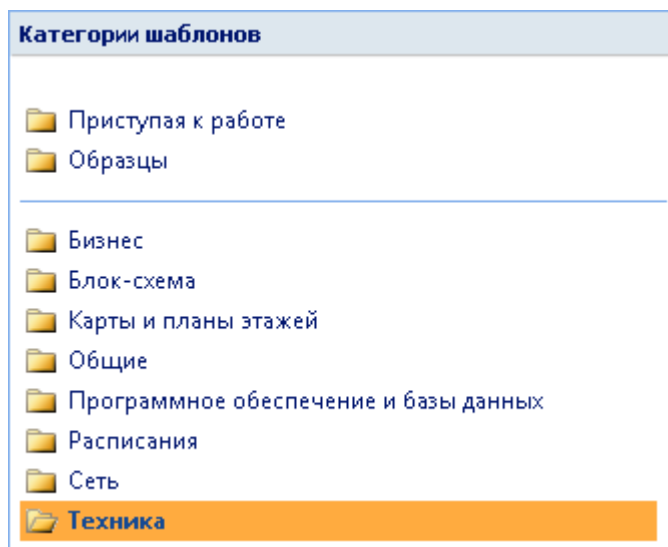 Категории шаблонов
Приступая к работе
Образцы
Бизнес
Блок-схема
Карты и планы этажей
Общие
Программное обеспечение и базы данных
Расписания
Сеть
Техника